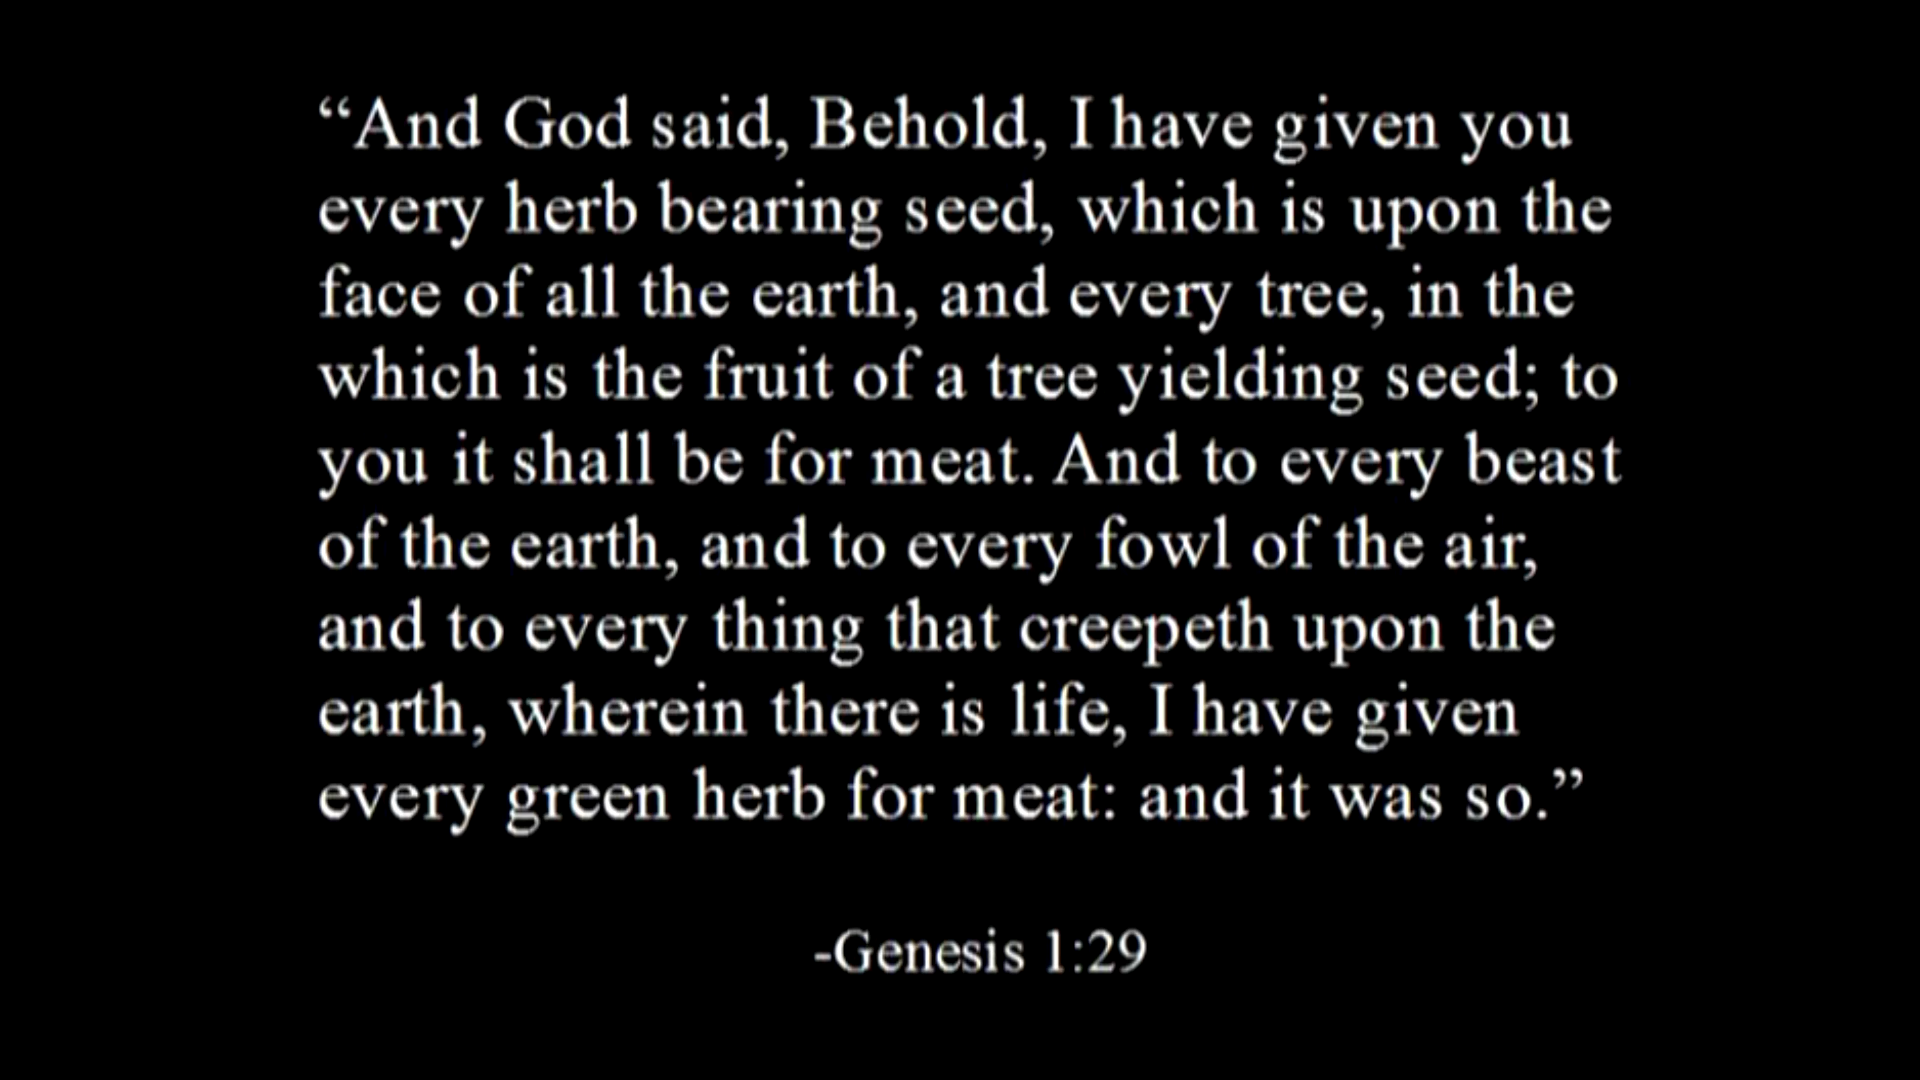 “And God said, Behold, I have given you
every herb bearing seed, which is upon the
face of all the earth, and every tree, in the
which is the fruit of a tree yielding seed; to
you it shall be for meat. And to every beast
of the earth, and to every fowl of the air,
and to every thing that creepeth upon the
earth, wherein there is life, I have given
every green herb for meat: and it was so.”
-Genesis 1:29